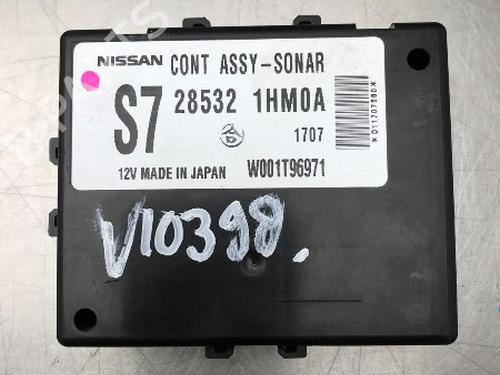 NISSAN CONT ASSY-SONAR
S7 28532 1HM0A
1707
12V MADE IN JAPAN W001T96971
V10398.